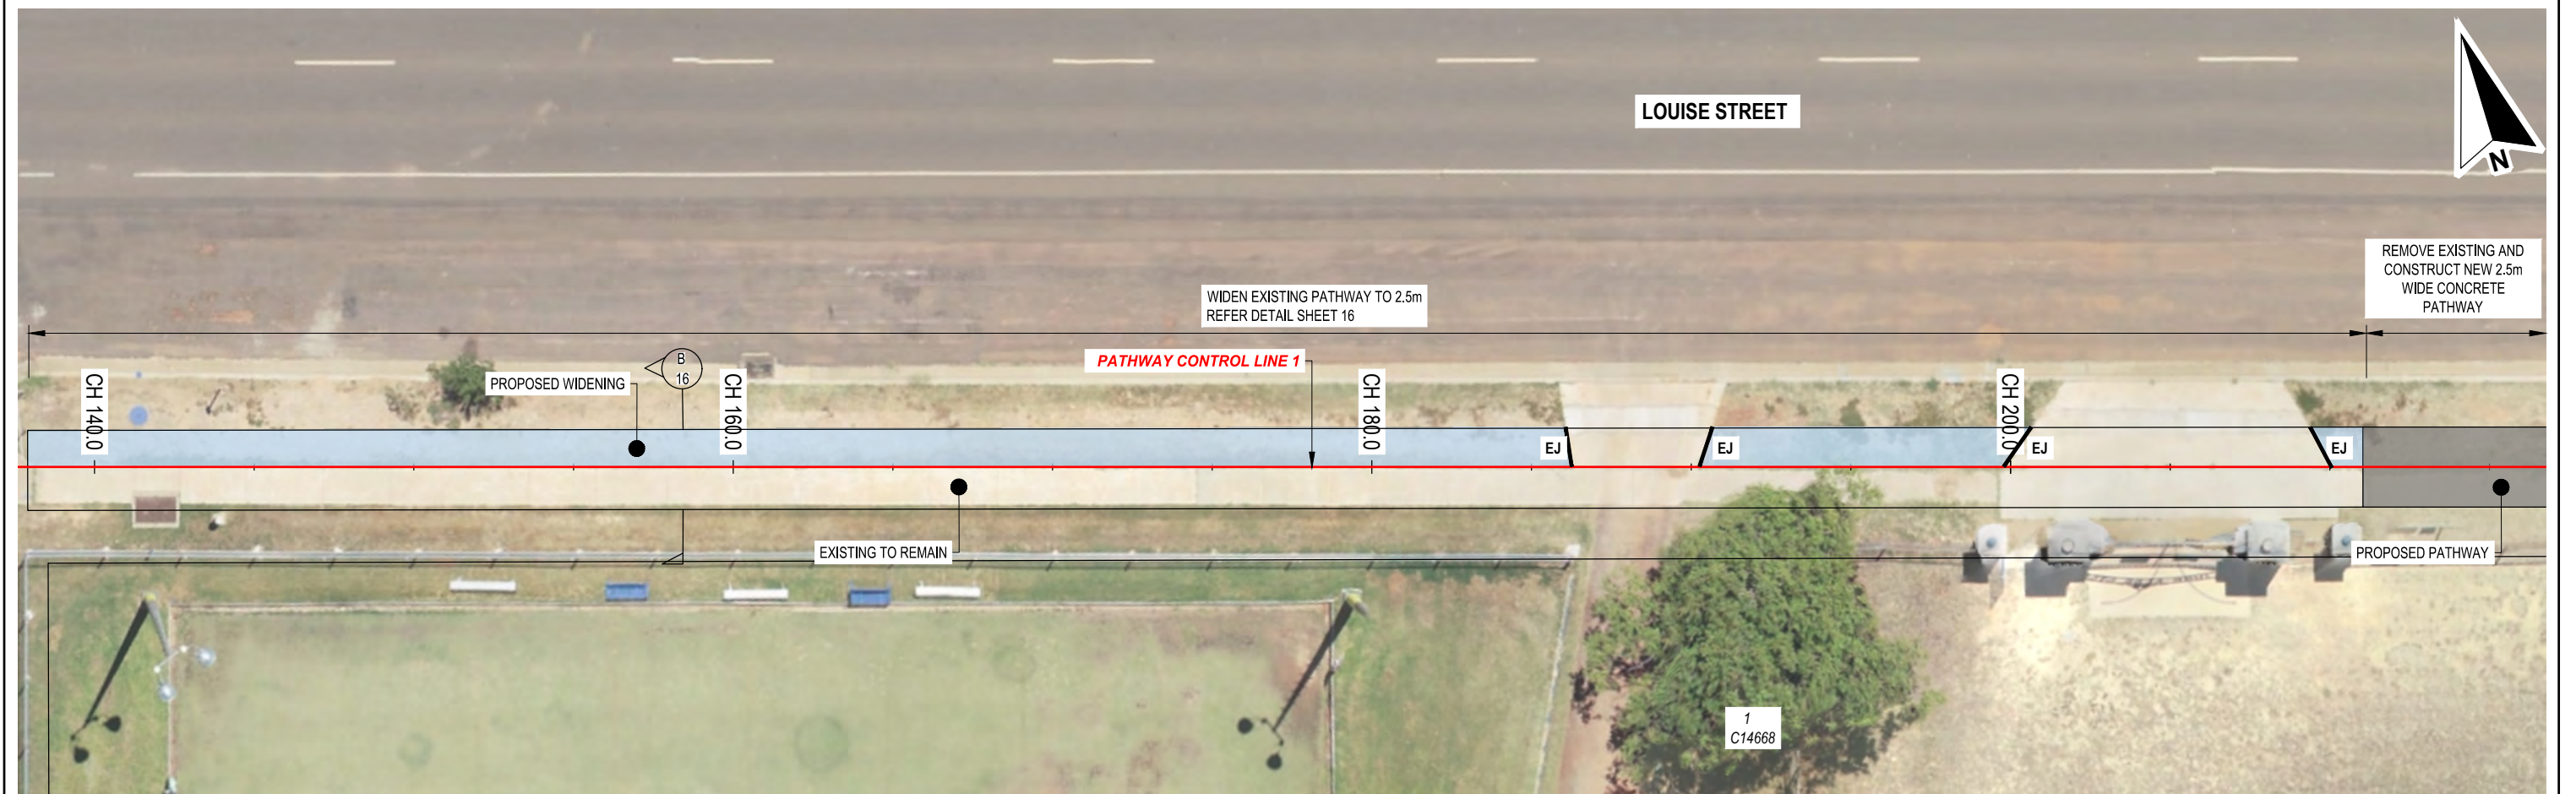 LOUISE STREET
N
REMOVE EXISTING AND
CONSTRUCT NEW 2.5m
WIDE CONCRETE
PATHWAY
WIDEN EXISTING PATHWAY TO 2.5m
REFER DETAIL SHEET 16
PATHWAY CONTROL LINE 1
B
16
PROPOSED WIDENING
CH 140.0
CH 160.0
CH 180.0
CH 200.0
EJ
EJ
EJ
EJ
EXISTING TO REMAIN
PROPOSED PATHWAY
1
C14668